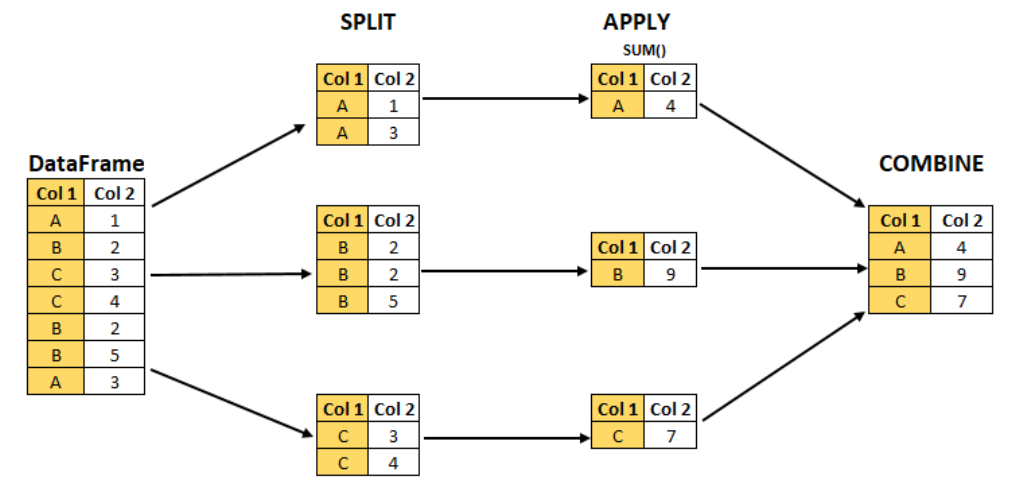 SPLIT
APPLY
SUM()
Col 1 Col 2
A 1
A 3
Col 1 Col 2
A 4
DataFrame
Col 1 Col 2
A 1
B 2
C 3
C 4
B 2
B 5
A 3
Col 1 Col 2
B 2
B 2
B 5
Col 1 Col 2
B 9
COMBINE
Col 1 Col 2
A 4
B 9
C 7
Col 1 Col 2
C 3
C 4
Col 1 Col 2
C 7